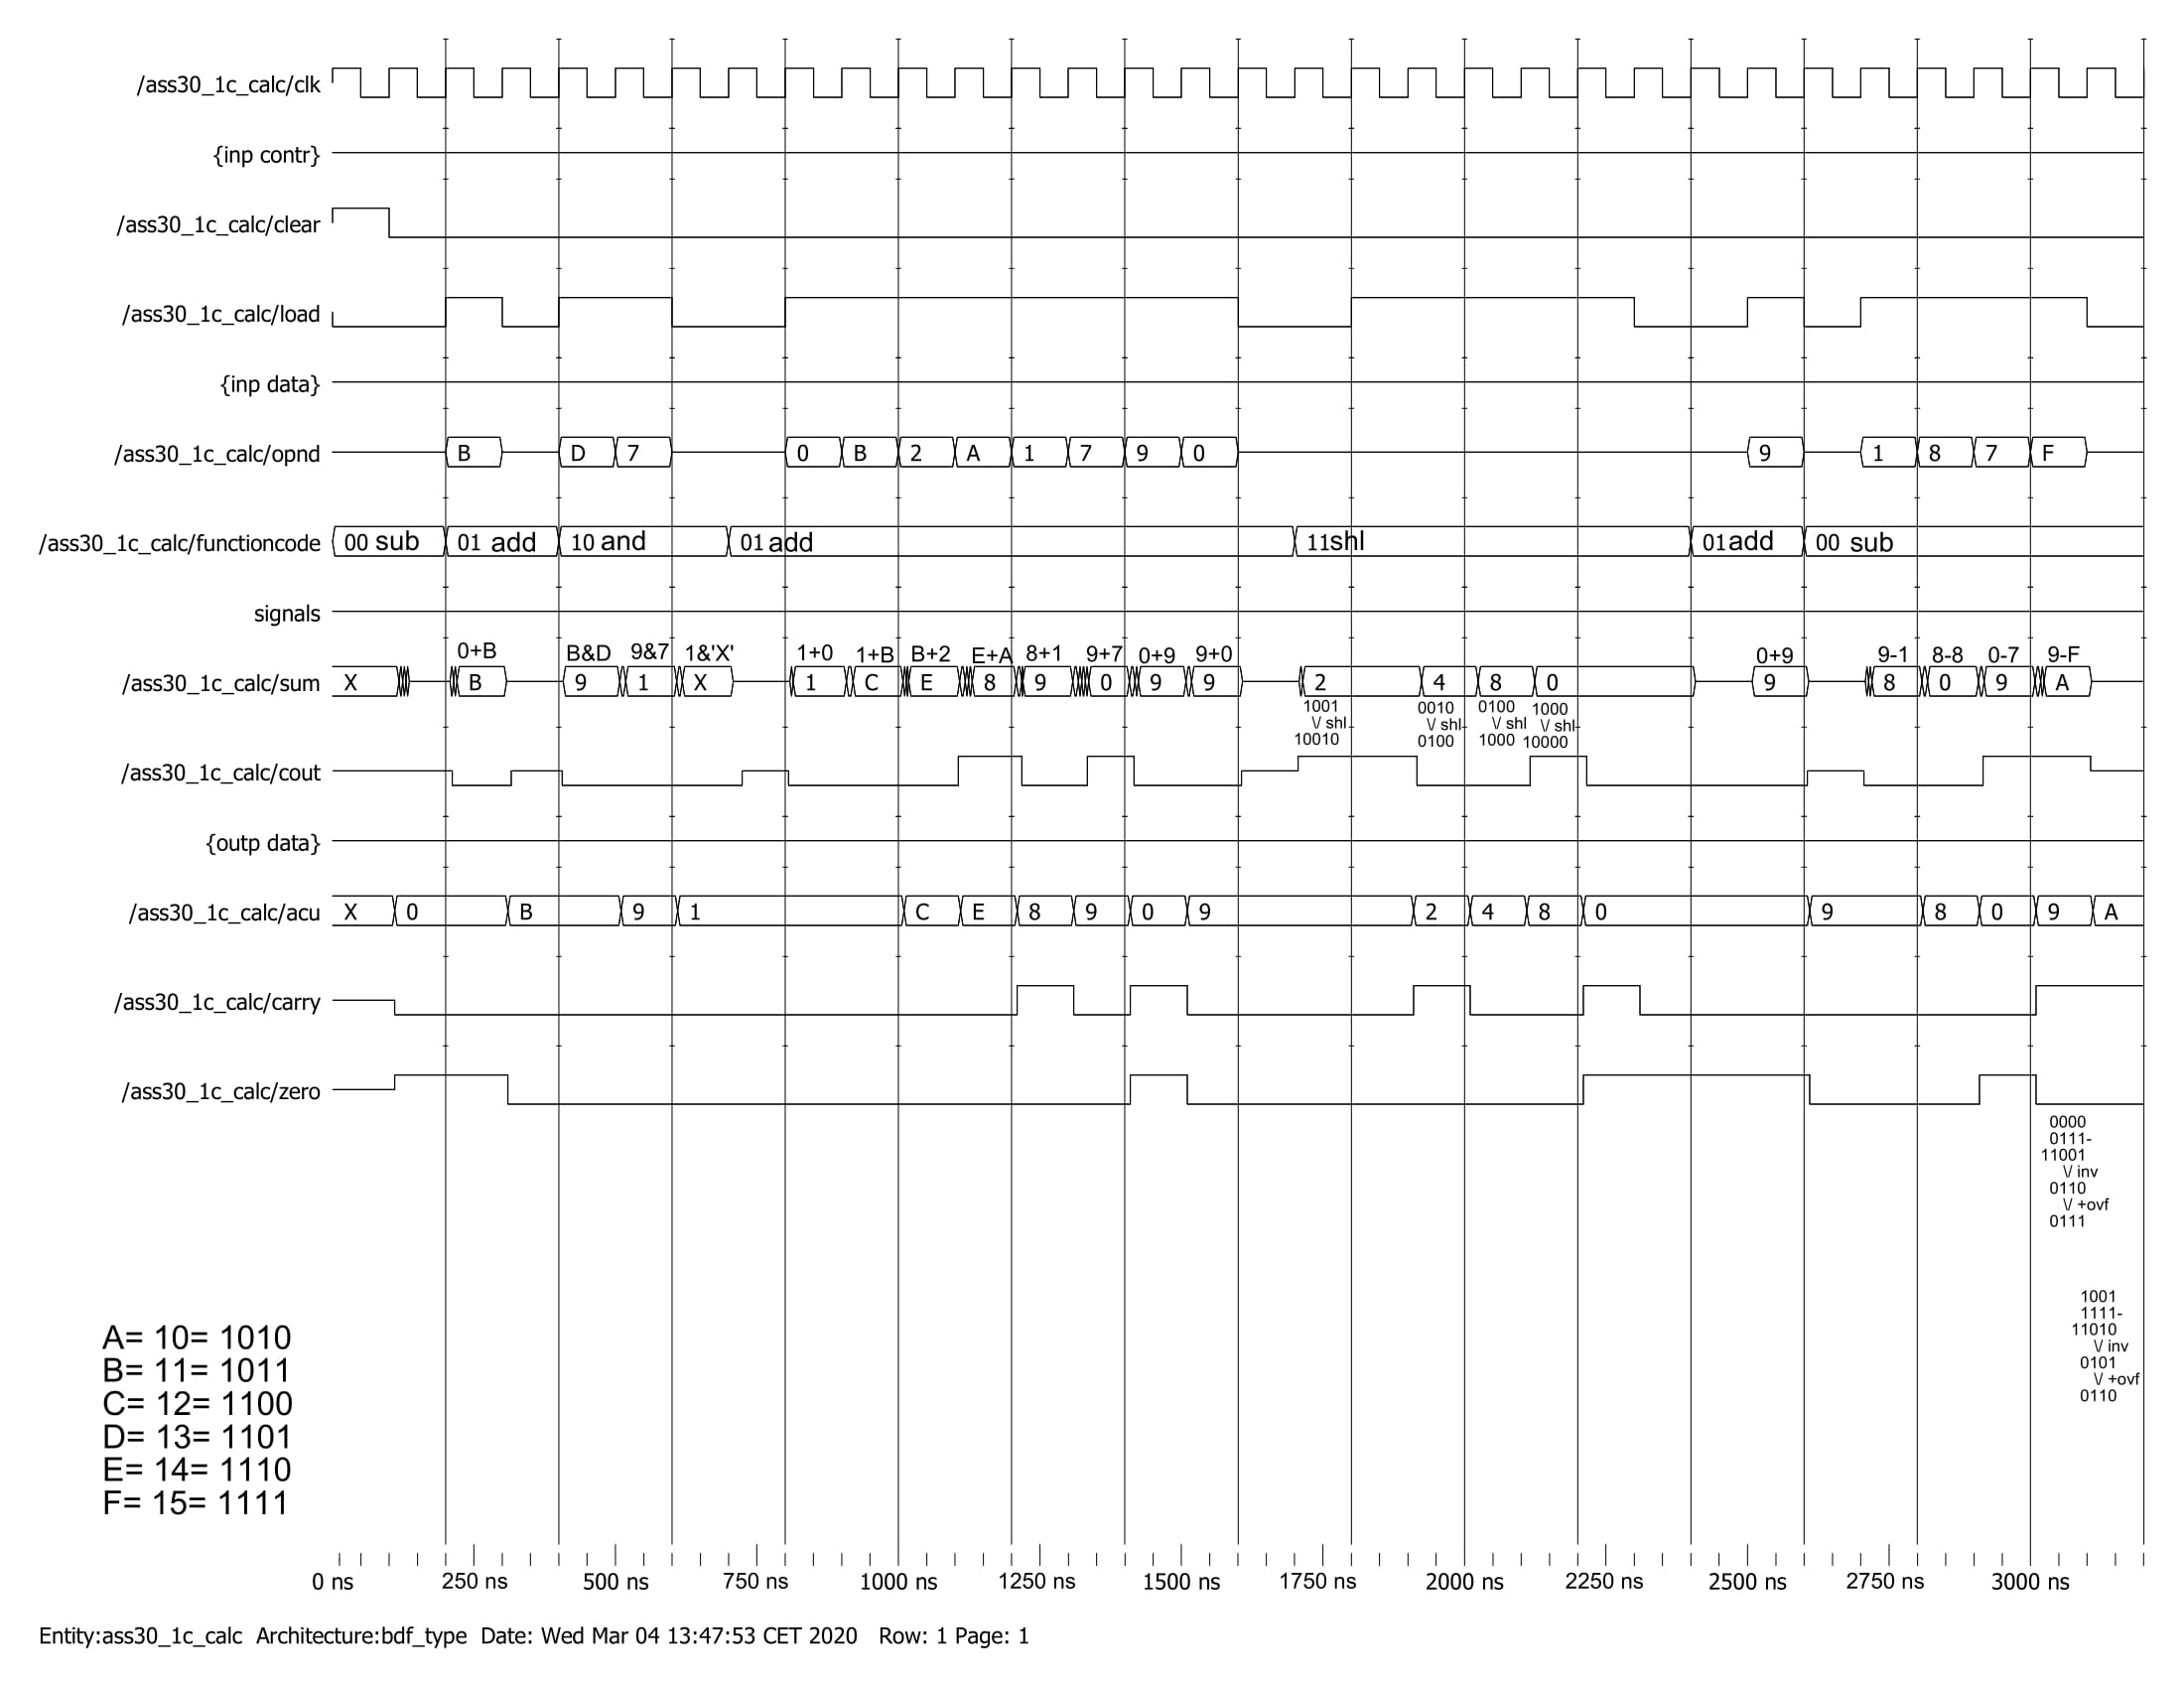 /ass30_1c_calc/clk
{inp contr}
/ass30_1c_calc/clear
/ass30_1c_calc/load
{inp data}
/ass30_1c_calc/opnd B D 7 0 B 2 A 1 7 9 0 9 1 8 7 F
/ass30_1c_calc/functioncode 00 sub 01 add 10 and 01 add 11 shl 01 add 00 sub
signals
0+B B&D 9&7 1&'X' 1+0 1+B B+2 E+A 8+1 9+7 0+9 9+0 0+9 9-1 8-8 0-7 9-F
/ass30_1c_calc/sum X B 9 1 X 1 C E 8 9 0 9 9 2 4 8 0 9 8 0 9 A
1001 0010 0100 1000
\/ shl \/ shl \/ shl \/ shl
10010 0100 1000 10000
/ass30_1c_calc/cout
{outp data}
/ass30_1c_calc/acu X 0 B 9 1 C E 8 9 0 9 2 4 8 0 9 8 0 9 A
/ass30_1c_calc/carry
/ass30_1c_calc/zero
0000
0111-
11001
\/ inv
0110
\/ +ovf
0111
1001
1111-
11010
\/ inv
0101
\/ +ovf
0110
A= 10= 1010
B= 11= 1011
C= 12= 1100
D= 13= 1101
E= 14= 1110
F= 15= 1111
0 ns 250 ns 500 ns 750 ns 1000 ns 1250 ns 1500 ns 1750 ns 2000 ns 2250 ns 2500 ns 2750 ns 3000 ns
Entity:ass30_1c_calc Architecture:bdf_type Date: Wed Mar 04 13:47:53 CET 2020 Row: 1 Page: 1